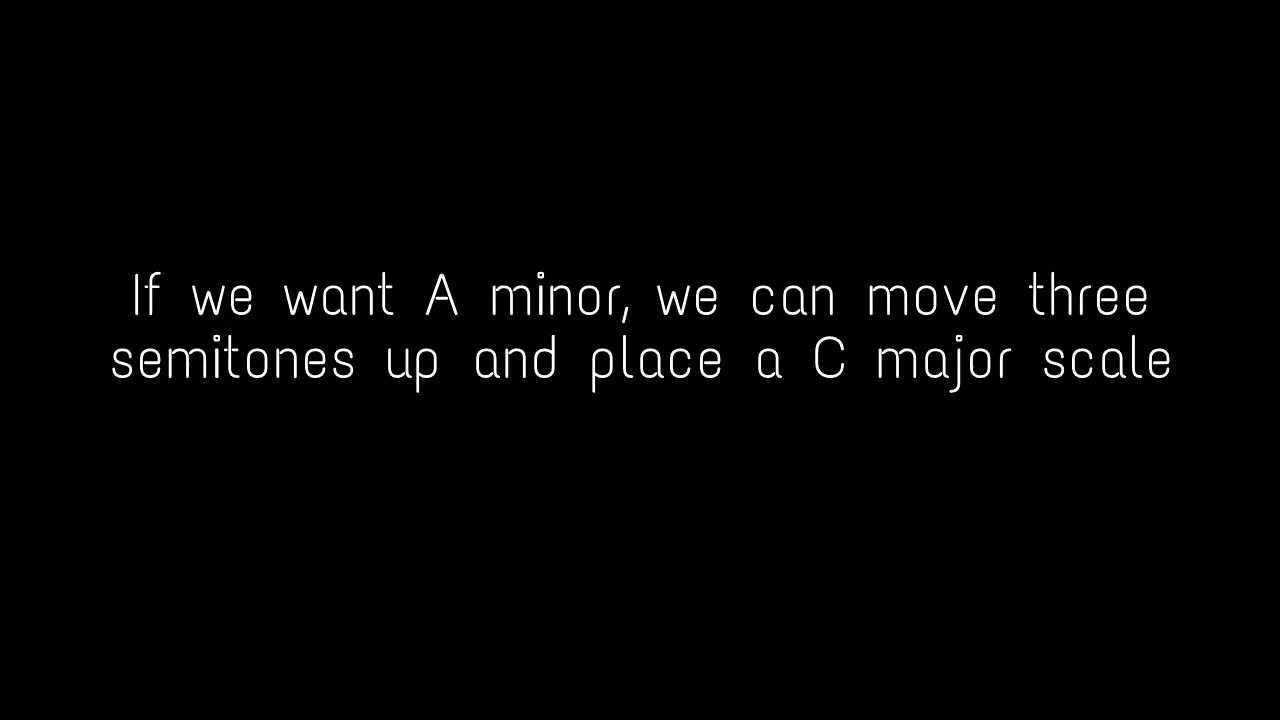 If we want A minor, we can move three
semitones up and place a C major scale